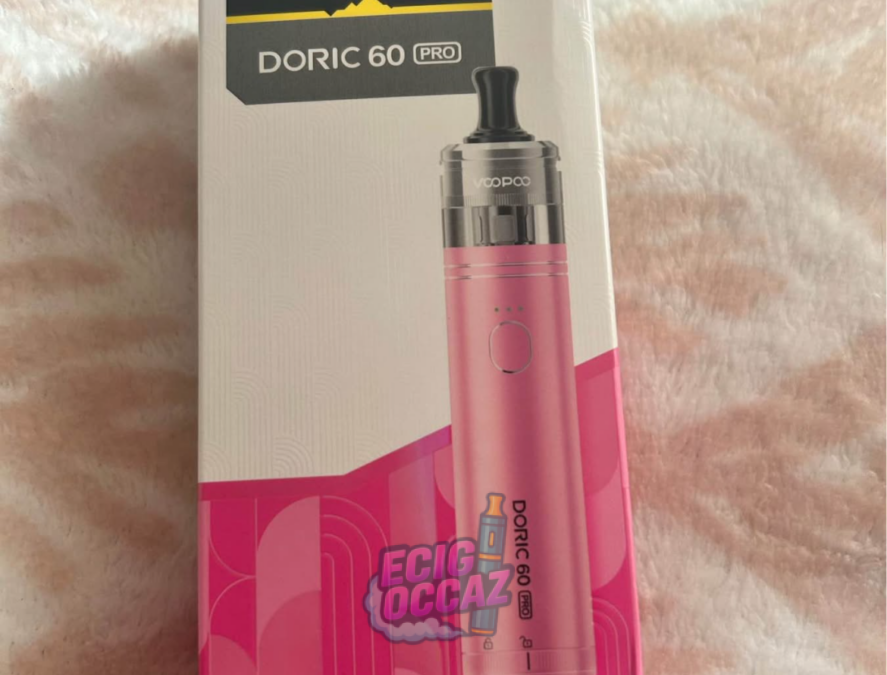 DORIC 60 PRO
VOOPOO
DORIC 60 PRO
ECIG
OCCAZ